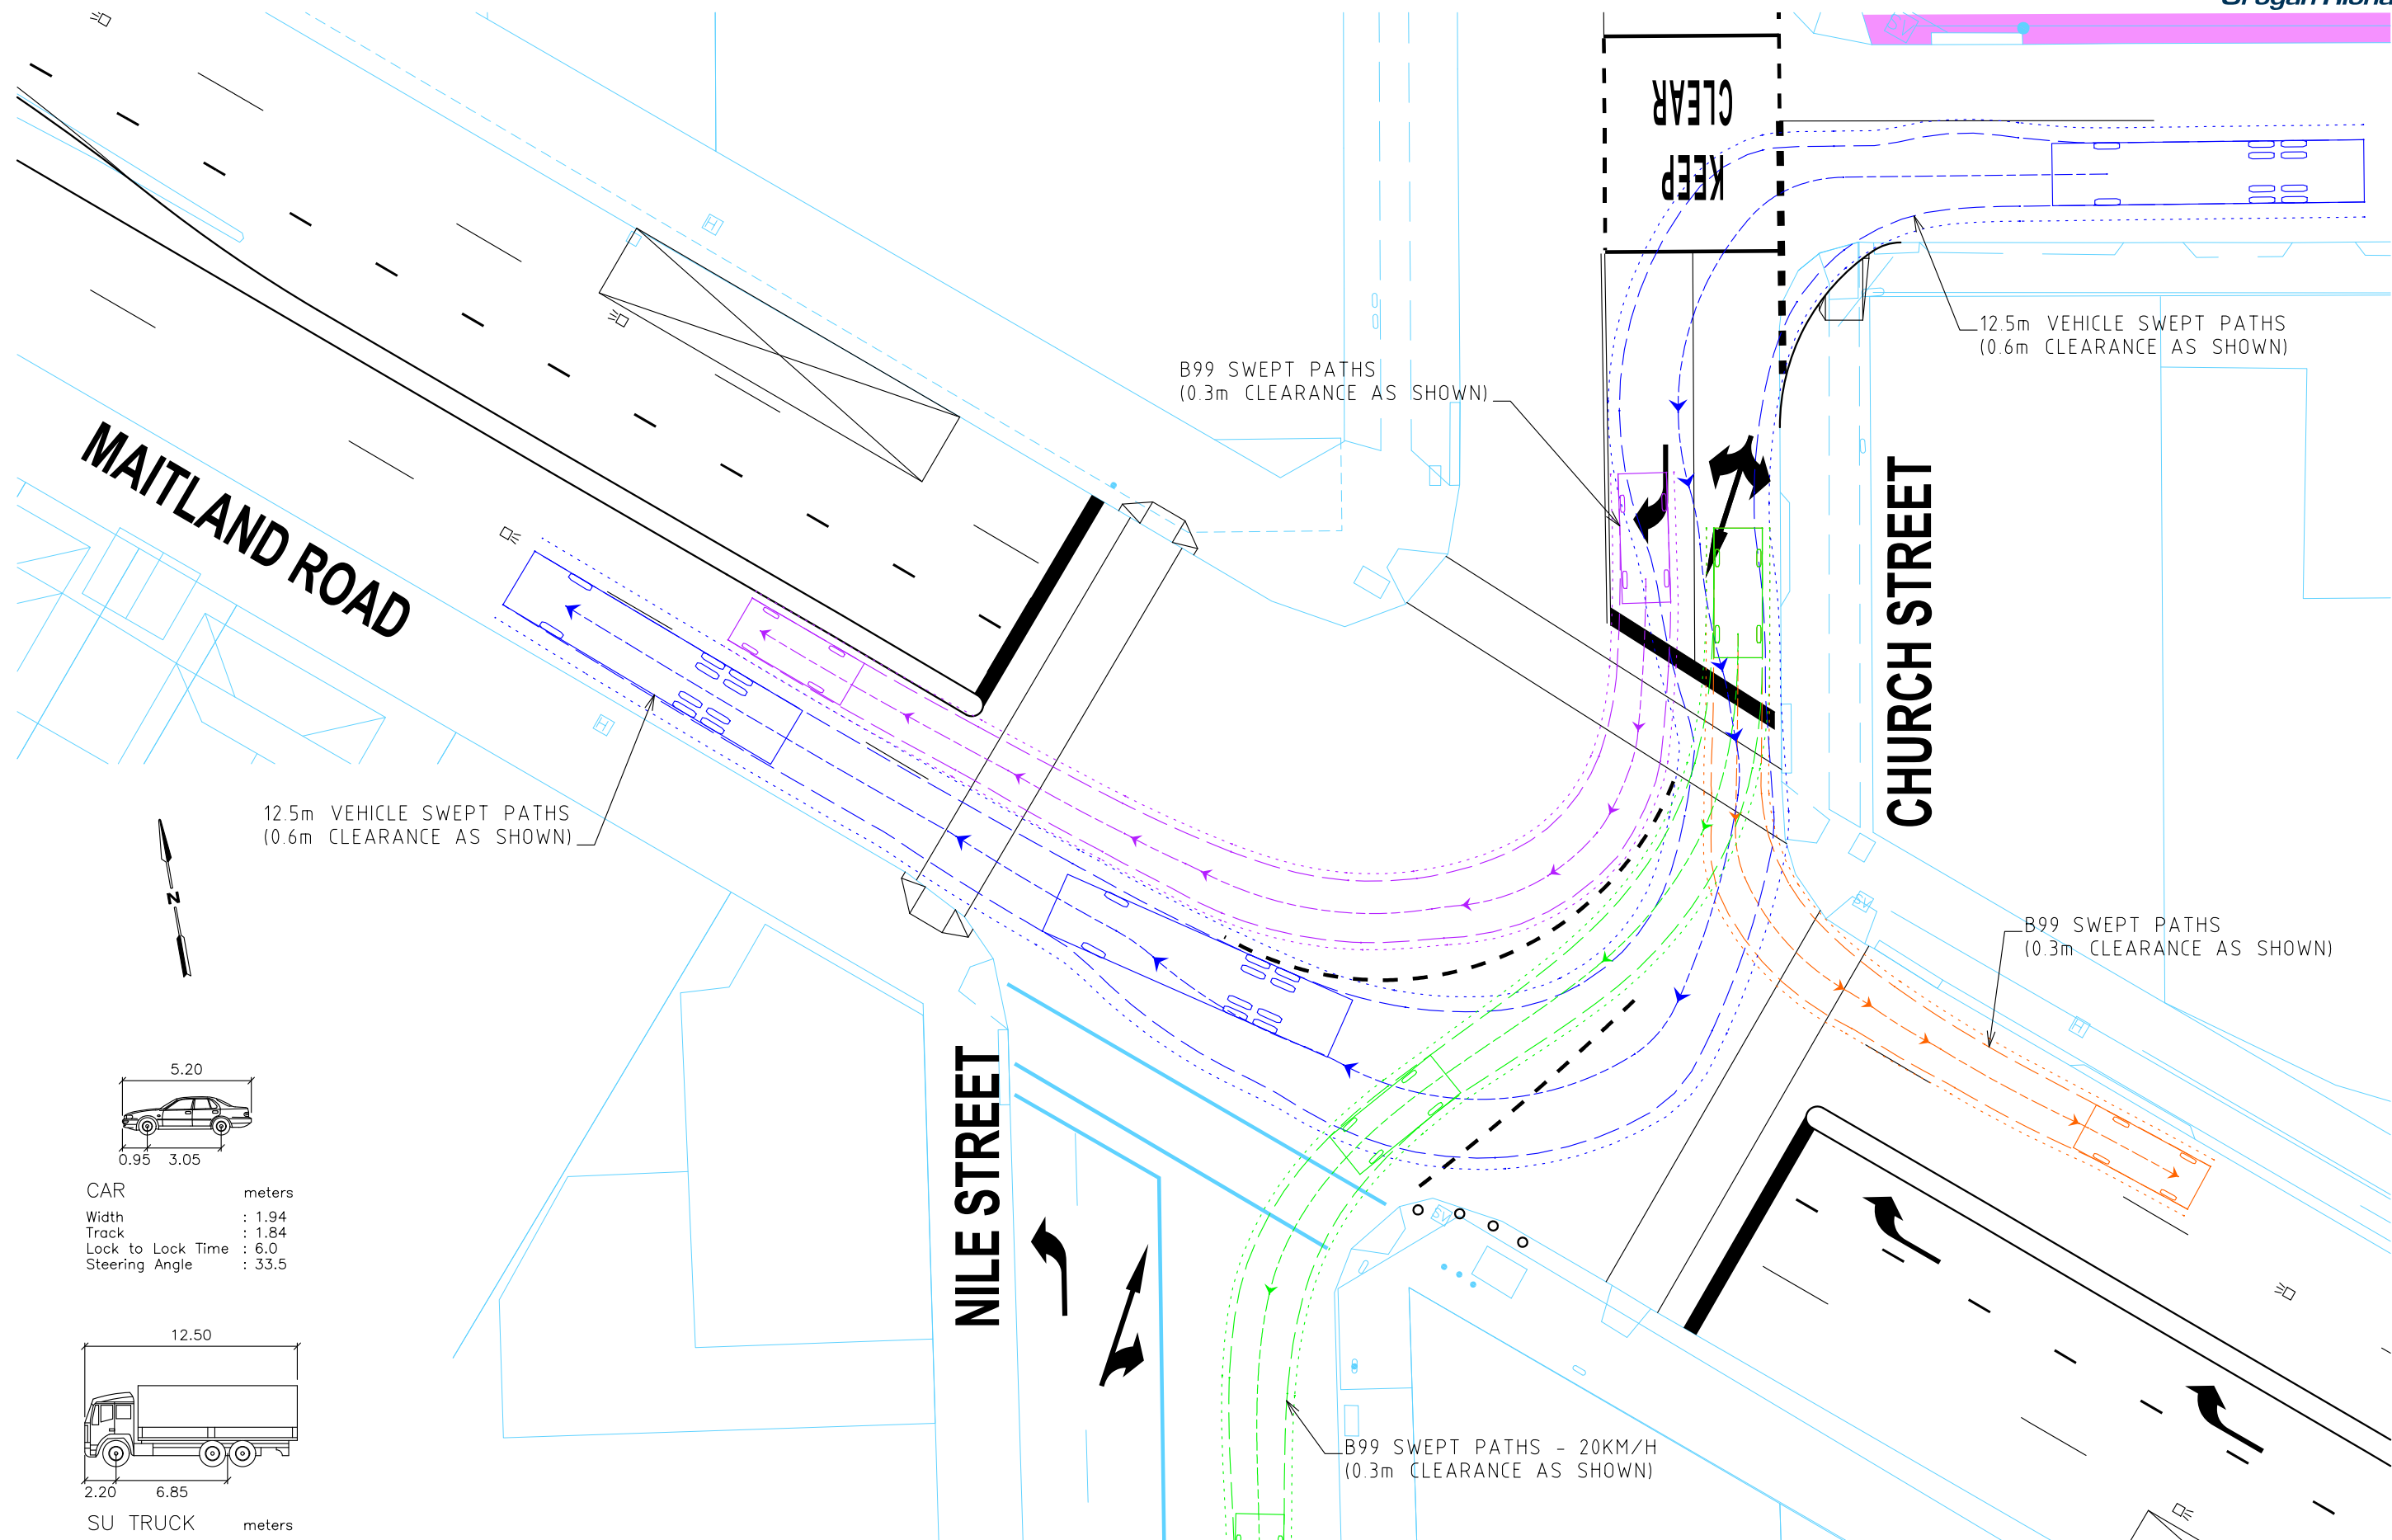 CLEAR
KEEP
12.5m VEHICLE SWEPT PATHS
(0.6m CLEARANCE AS SHOWN)
B99 SWEPT PATHS
(0.3m CLEARANCE AS SHOWN)
MAITLAND ROAD
CHURCH STREET
12.5m VEHICLE SWEPT PATHS
(0.6m CLEARANCE AS SHOWN)
N
B99 SWEPT PATHS
(0.3m CLEARANCE AS SHOWN)
NILE STREET
5.20
0.95 3.05
CAR meters
Width : 1.94
Track : 1.84
Lock to Lock Time : 6.0
Steering Angle : 33.5
12.50
2.20 6.85
SU TRUCK meters
B99 SWEPT PATHS - 20KM/H
(0.3m CLEARANCE AS SHOWN)
H
H
H
SV
SV